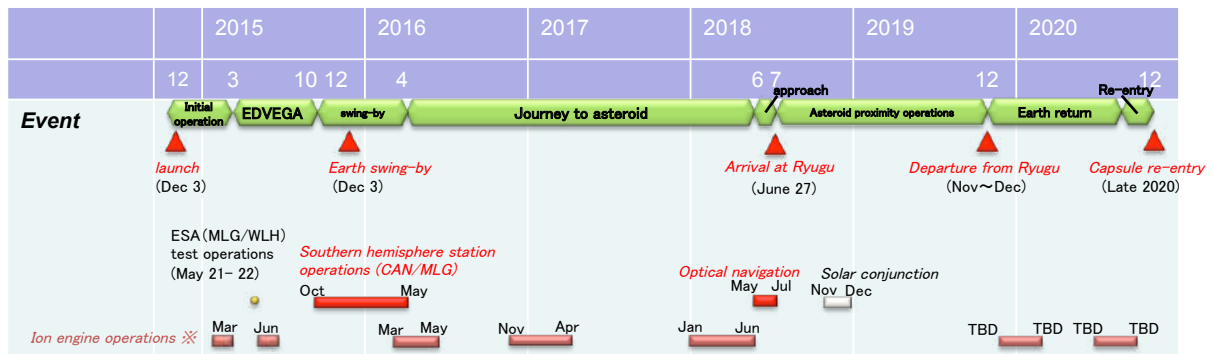 2015 2016 2017 2018 2019 2020
12 3 10 12 4 6 7 12 12
approach Re-entry
Event
Initial
operation
EDVEGA
swing-by
Journey to asteroid
Asteroid proximity operations
Earth return
launch
(Dec 3)
Earth swing-by
(Dec 3)
Arrival at Ryugu
(June 27)
Departure from Ryugu
(Nov～Dec)
Capsule re-entry
(Late 2020)
ESA(MLG/WLH)
test operations
(May 21- 22)
Southern hemisphere station
operations (CAN/MLG)
Oct May
Optical navigation
May Jul
Solar conjunction
Nov Dec
Ion engine operations ※
Mar Jun Mar May Nov Apr Jan Jun TBD TBD TBD TBD